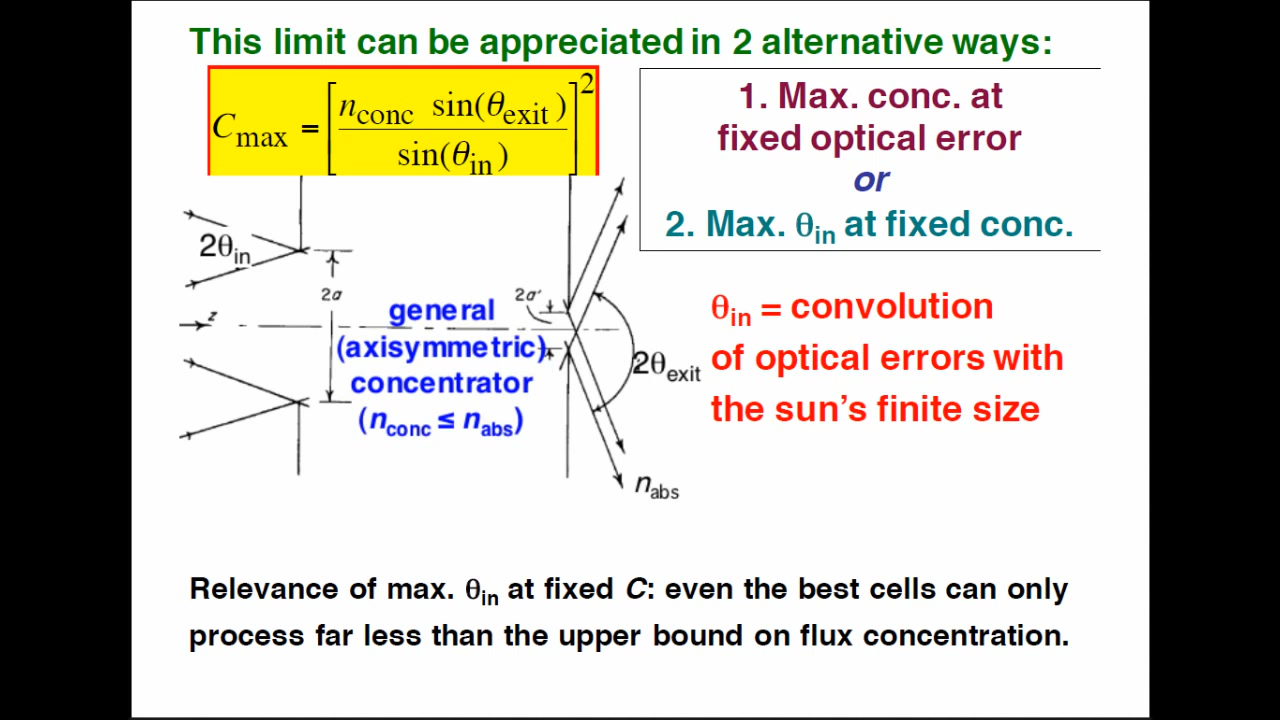 This limit can be appreciated in 2 alternative ways:
C_max = [ n_conc sin(θ_exit) / sin(θ_in) ]^2
1. Max. conc. at
fixed optical error
or
2. Max. θ_in at fixed conc.
2θ_in
2a
2a'
z
general
(axisymmetric)
concentrator
(n_conc ≤ n_abs)
2θ_exit
n_abs
θ_in = convolution
of optical errors with
the sun's finite size
Relevance of max. θ_in at fixed C: even the best cells can only
process far less than the upper bound on flux concentration.